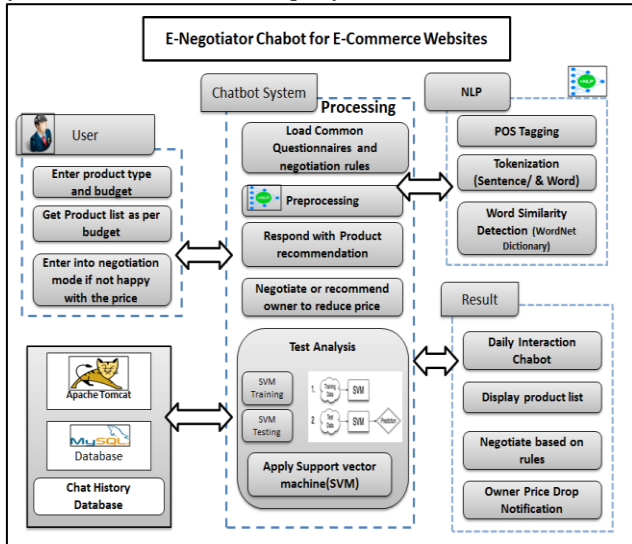 E-Negotiator Chabot for E-Commerce Websites
User
Enter product type
and budget
Get Product list as per
budget
Enter into negotiation
mode if not happy
with the price
Apache Tomcat
MySQL
Database
Chat History
Database
Chatbot System
Processing
Load Common
Questionnaires and
negotiation rules
NLP
Preprocessing
Respond with Product
recommendation
Negotiate or recommend
owner to reduce price
Test Analysis
SVM
Training
SVM
Testing
1. Training
Data
SVM
2. Test
Data
SVM
Prediction
Apply Support vector
machine(SVM)
NLP
NLP
POS Tagging
Tokenization
(Sentence/ & Word)
Word Similarity
Detection (WordNet
Dictionary)
Result
Daily Interaction
Chabot
Display product list
Negotiate based on
rules
Owner Price Drop
Notification